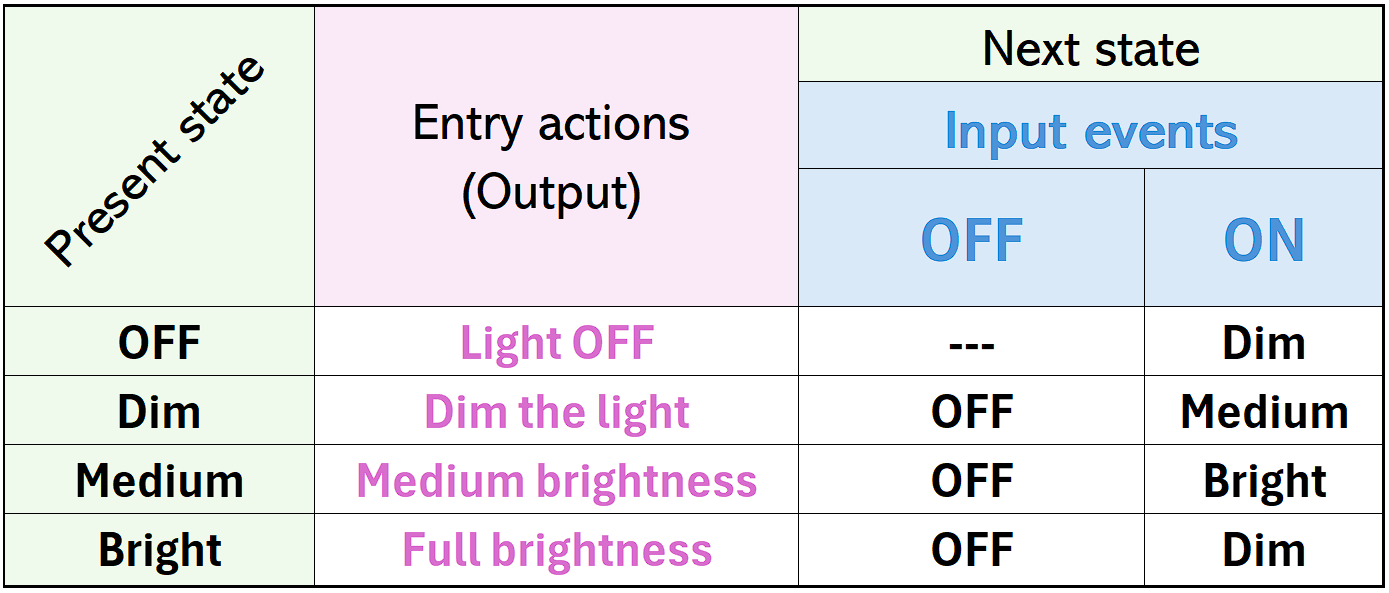 Present state
Entry actions
(Output)
Next state
Input events
OFF ON
OFF Light OFF --- Dim
Dim Dim the light OFF Medium
Medium Medium brightness OFF Bright
Bright Full brightness OFF Dim